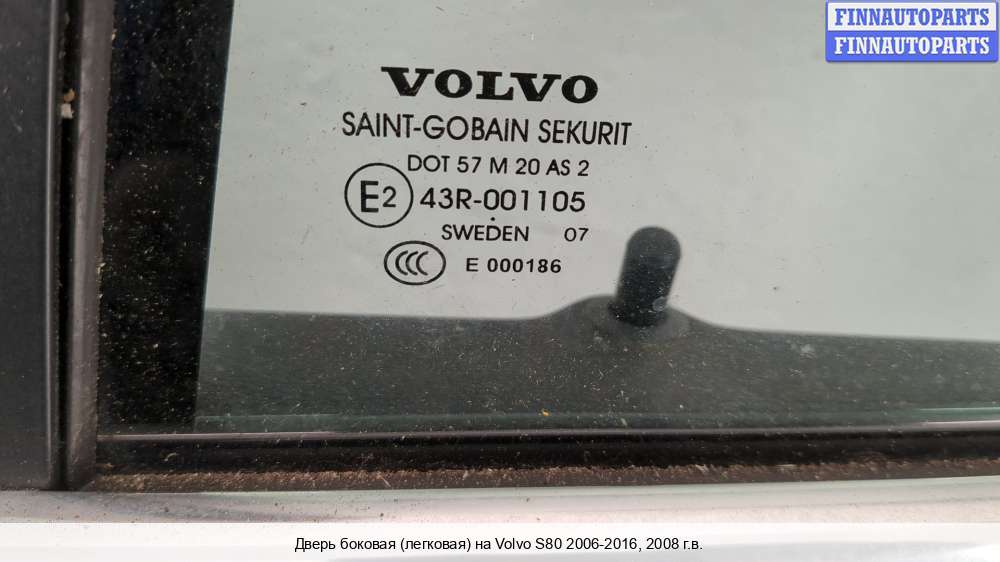 FINNAUTOPARTS
FINNAUTOPARTS
VOLVO
SAINT-GOBAIN SEKURIT
DOT 57 M 20 AS 2
E2 43R-001105
SWEDEN 07
CCC E 000186
Дверь боковая (легковая) на Volvo S80 2006-2016, 2008 г.в.